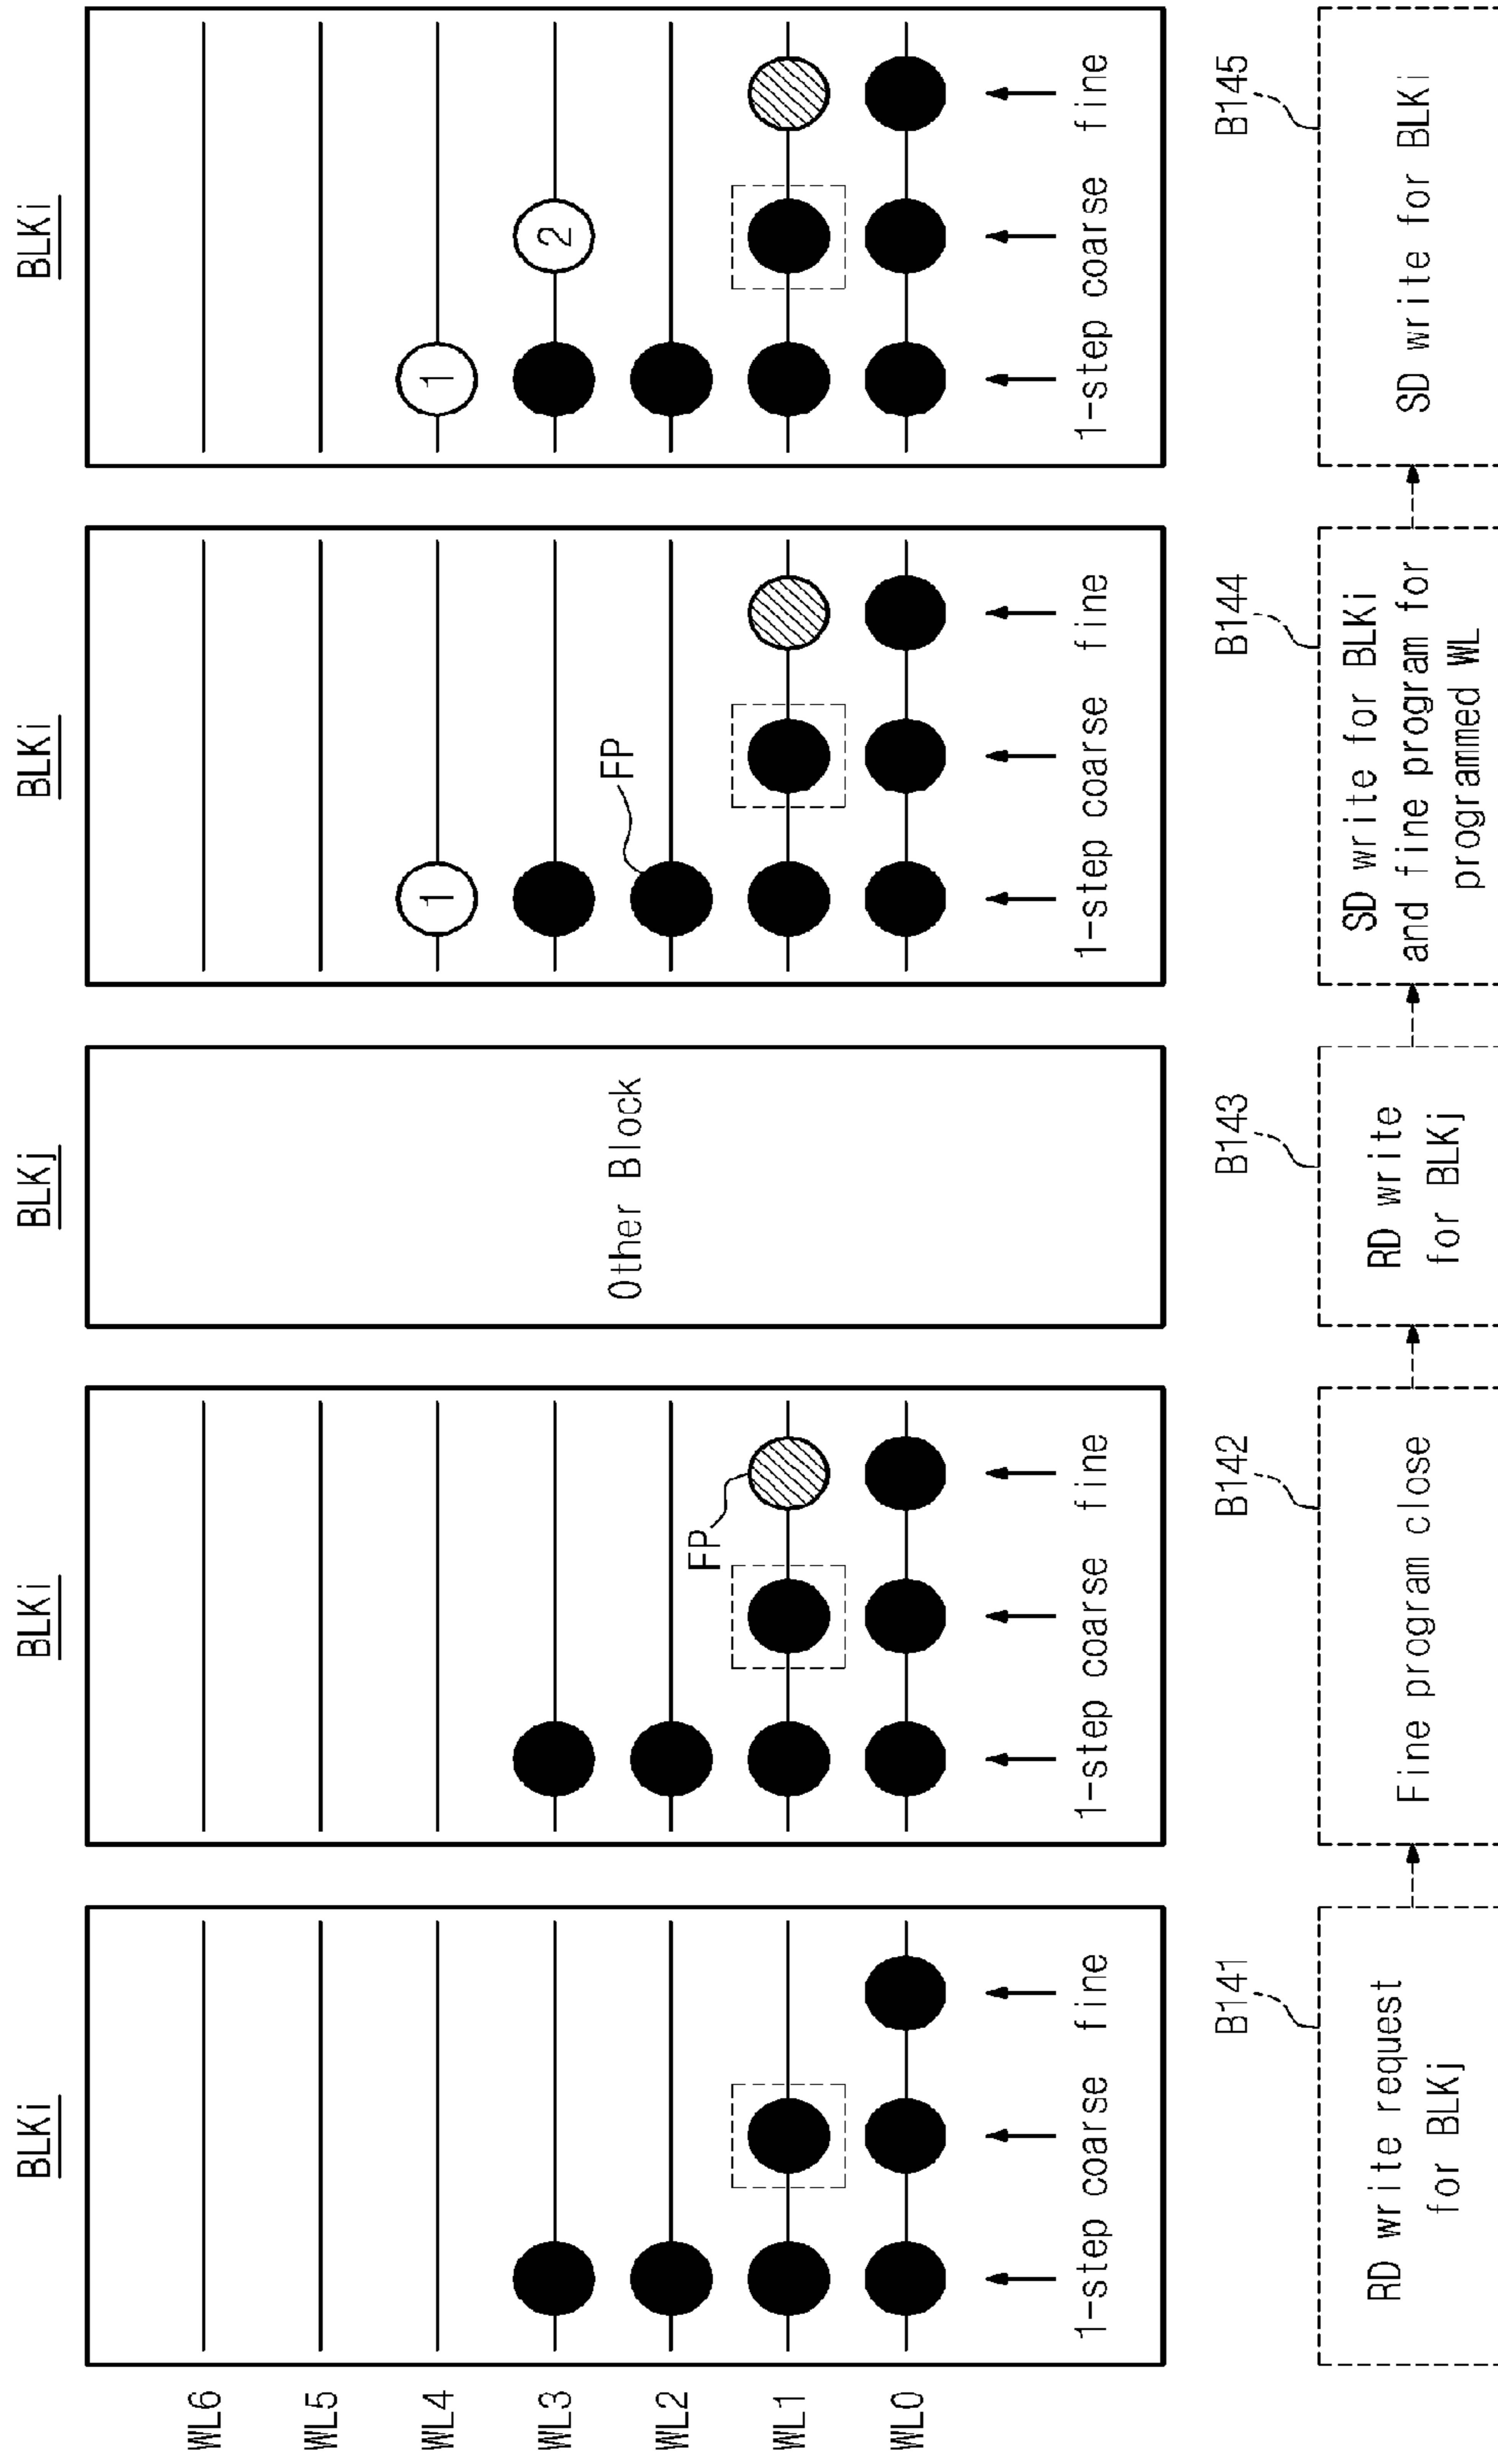 BLKi
BLKi
BLKj
BLKi
BLKi
WL6
WL5
WL4
WL3
WL2
WL1
WL0
1-step coarse fine
FP
1-step coarse fine
Other Block
1
FP
1-step coarse fine
1
2
1-step coarse fine
B141
RD write request
for BLKj
B142
Fine program close
B143
RD write
for BLKj
B144
SD write for BLKi
and fine program for
programmed WL
B145
SD write for BLKi